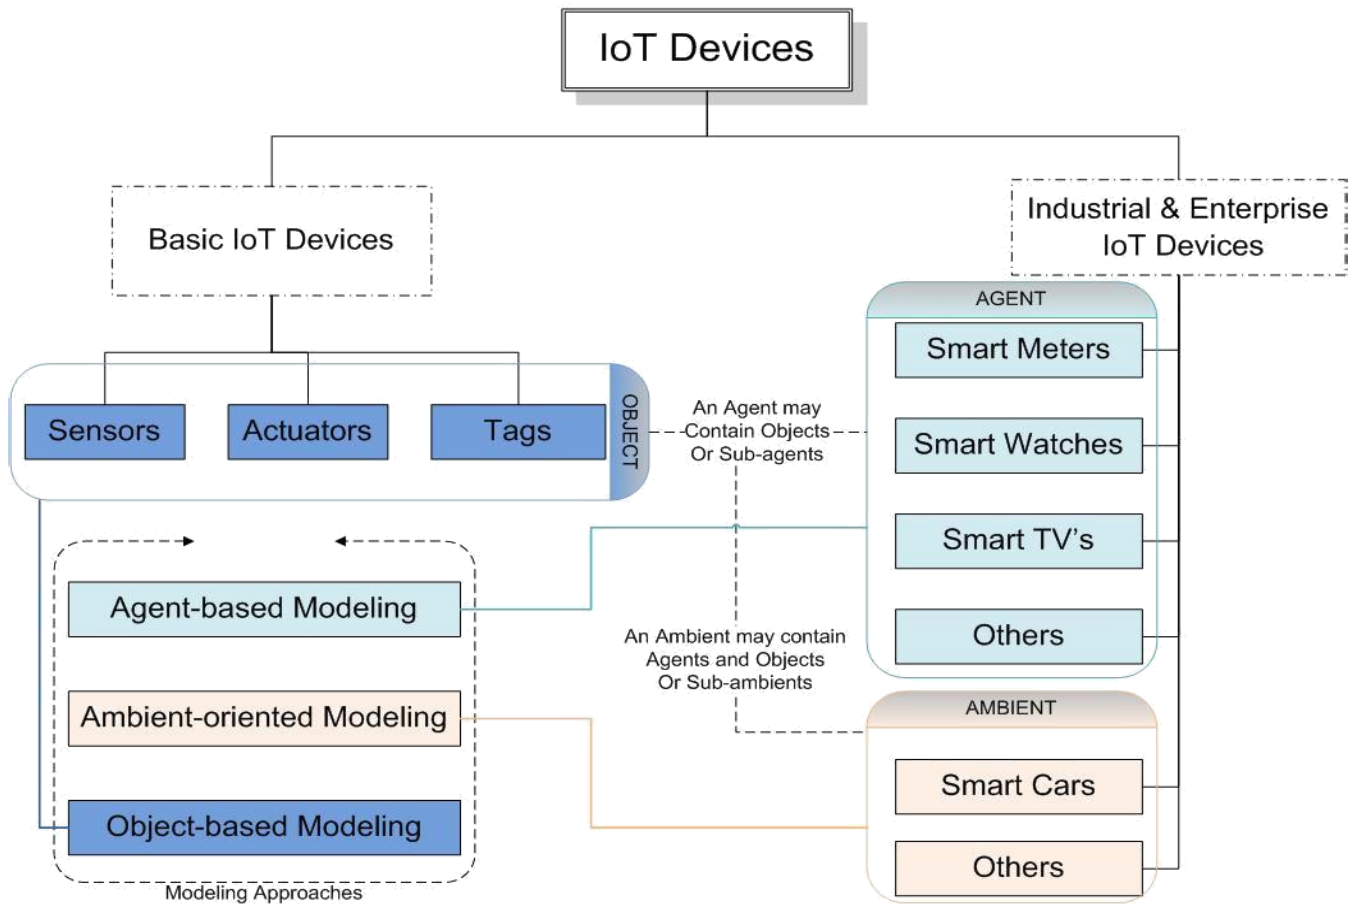 IoT Devices
Basic IoT Devices
Industrial & Enterprise
IoT Devices
AGENT
Smart Meters
Smart Watches
Smart TV's
Others
Sensors
Actuators
Tags
OBJECT
An Agent may
Contain Objects
Or Sub-agents
Agent-based Modeling
Ambient-oriented Modeling
Object-based Modeling
Modeling Approaches
An Ambient may contain
Agents and Objects
Or Sub-ambients
AMBIENT
Smart Cars
Others